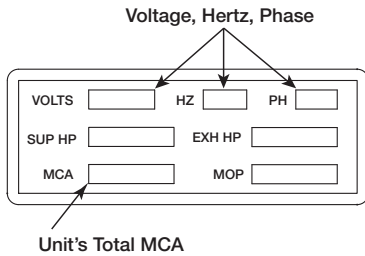 Voltage, Hertz, Phase
VOLTS HZ PH
SUP HP EXH HP
MCA MOP
Unit's Total MCA